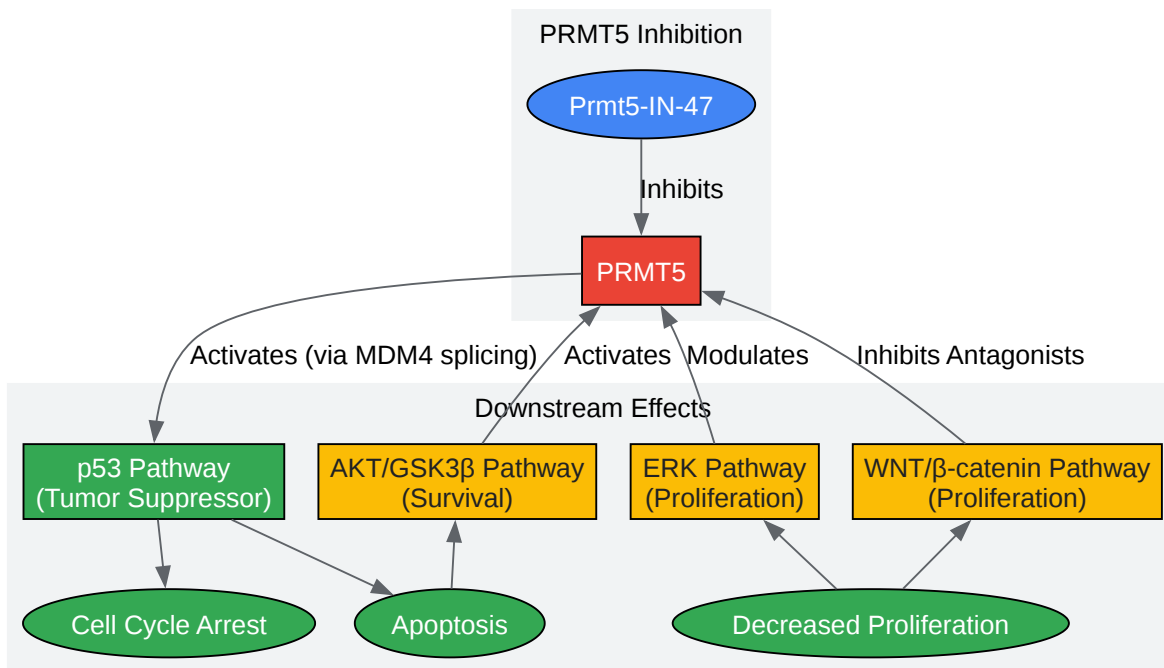 PRMT5 Inhibition
Prmt5-IN-47
Inhibits
PRMT5
Activates (via MDM4 splicing)
Activates
Modulates
Inhibits Antagonists
Downstream Effects
p53 Pathway
(Tumor Suppressor)
AKT/GSK3β Pathway
(Survival)
ERK Pathway
(Proliferation)
WNT/β-catenin Pathway
(Proliferation)
Cell Cycle Arrest
Apoptosis
Decreased Proliferation